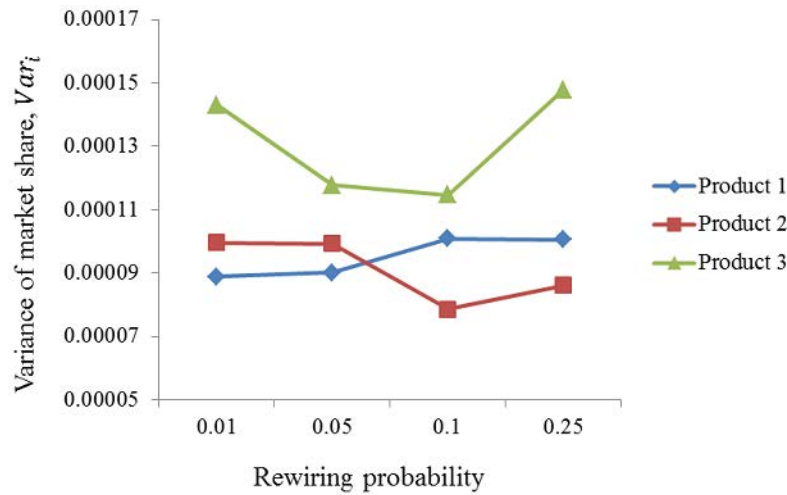 0.00017
0.00015
0.00013
0.00011
0.00009
0.00007
0.00005
Variance of market share, Var_i
0.01 0.05 0.1 0.25
Rewiring probability
Product 1
Product 2
Product 3